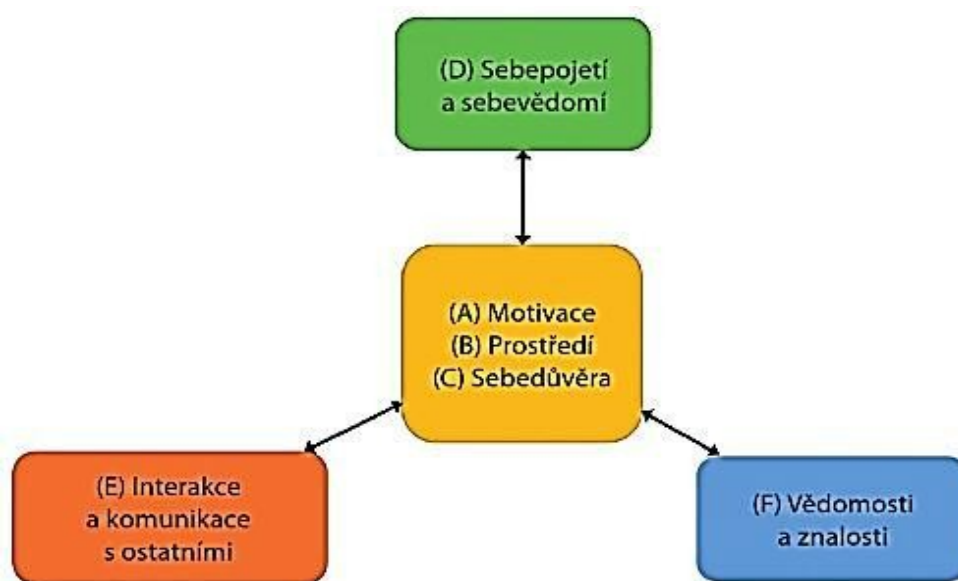 (D) Sebepojetí
a sebevědomí
(A) Motivace
(B) Prostředí
(C) Sebedůvěra
(E) Interakce
a komunikace
s ostatními
(F) Vědomosti
a znalosti